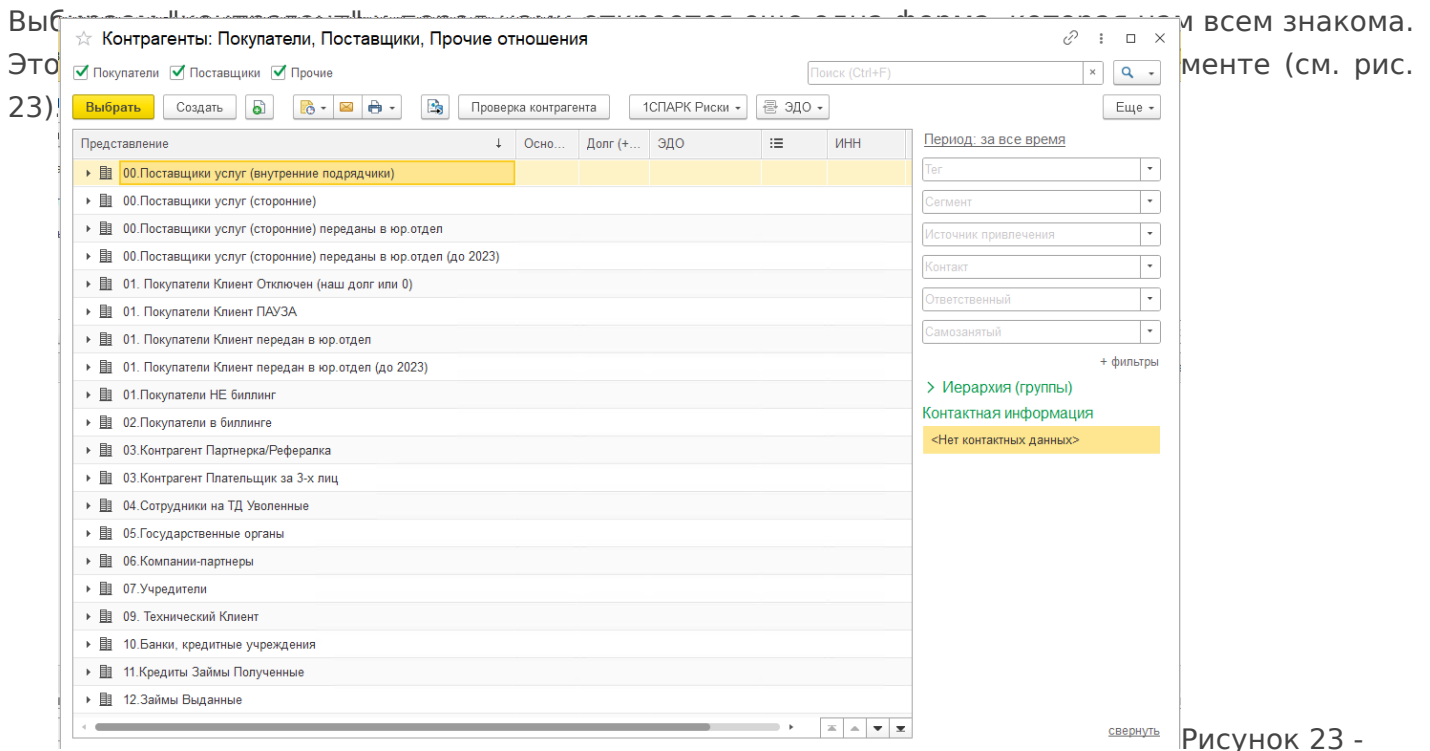 всем знакома.
Это
менте (см. рис.
23)
Контрагенты: Покупатели, Поставщики, Прочие отношения
Покупатели Поставщики Прочие
Поиск (Ctrl+F)
Выбрать Создать Проверка контрагента 1СПАРК Риски ЭДО Еще
Представление ↓ Осно... Долг (+... ЭДО ИНН
00.Поставщики услуг (внутренние подрядчики)
00.Поставщики услуг (сторонние)
00.Поставщики услуг (сторонние) переданы в юр.отдел
00.Поставщики услуг (сторонние) переданы в юр.отдел (до 2023)
01. Покупатели Клиент Отключен (наш долг или 0)
01. Покупатели Клиент ПАУЗА
01. Покупатели Клиент передан в юр.отдел
01. Покупатели Клиент передан в юр.отдел (до 2023)
01.Покупатели НЕ биллинг
02.Покупатели в биллинге
03.Контрагент Партнерка/Рефералка
03.Контрагент Плательщик за 3-х лиц
04.Сотрудники на ТД Уволенные
05.Государственные органы
06.Компании-партнеры
07.Учредители
09. Технический Клиент
10.Банки, кредитные учреждения
11.Кредиты Займы Полученные
12.Займы Выданные
Период: за все время
Тег
Сегмент
Источник привлечения
Контакт
Ответственный
Самозанятый
+ фильтры
Иерархия (группы)
Контактная информация
<Нет контактных данных>
свернуть
Рисунок 23 -